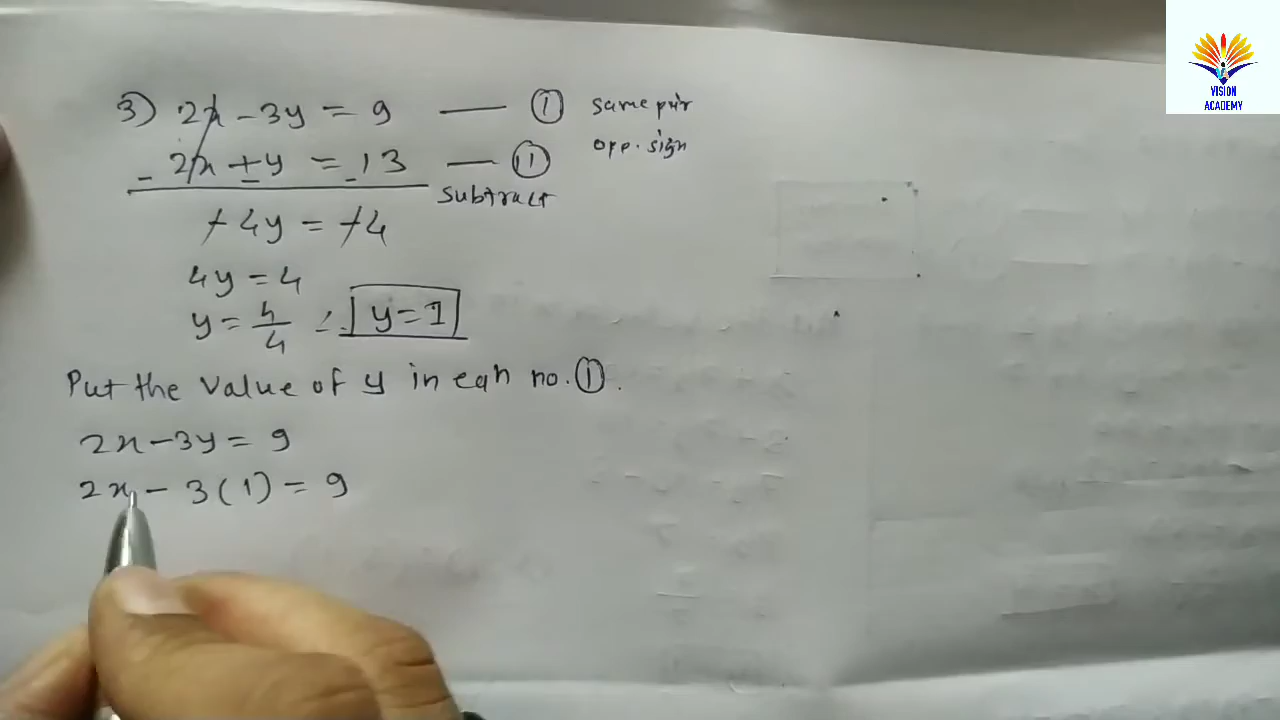 3) 2x - 3y = 9 —— ① same pair
opp. sign
- 2x + y = 13 —— ⑪
-
-
subtract
-4y = -4
4y = 4
y = 4/4 ∴ y = 1
Put the value of y in eqn no. ①.
2x - 3y = 9
2x - 3(1) = 9
VISION
ACADEMY